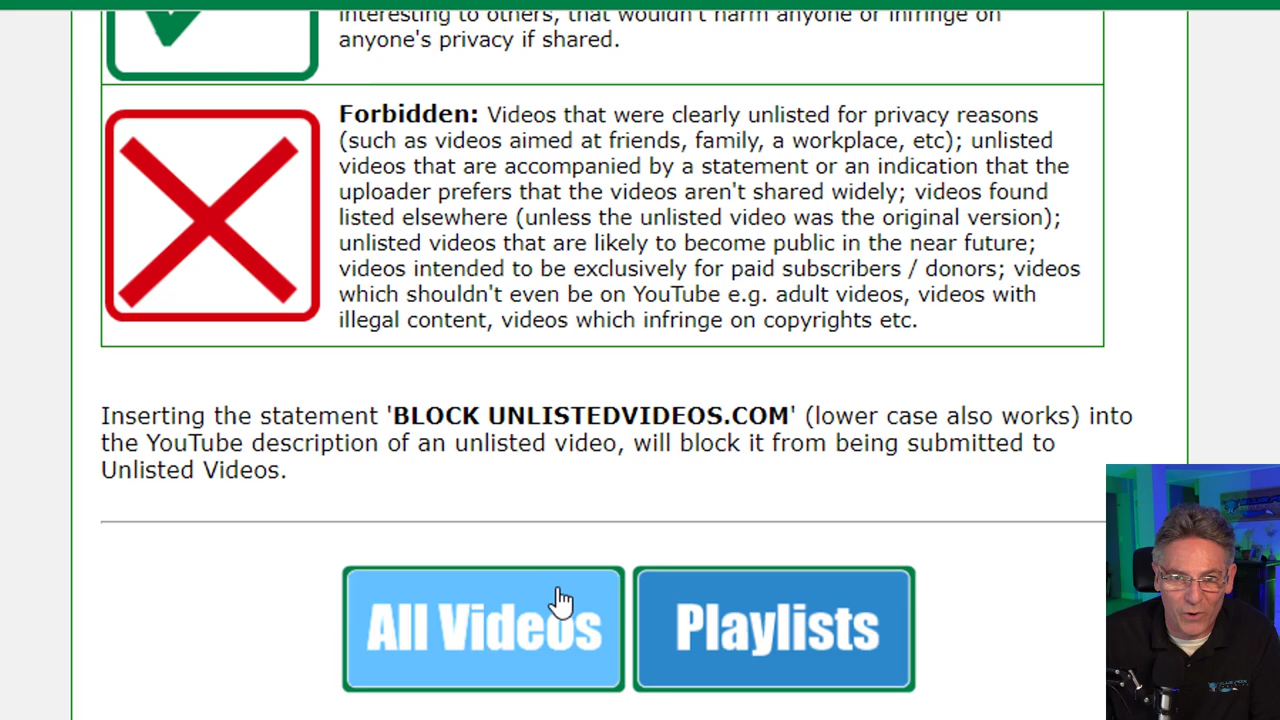 interesting to others, that wouldn't harm anyone or infringe on
anyone's privacy if shared.
Forbidden: Videos that were clearly unlisted for privacy reasons
(such as videos aimed at friends, family, a workplace, etc); unlisted
videos that are accompanied by a statement or an indication that the
uploader prefers that the videos aren't shared widely; videos found
listed elsewhere (unless the unlisted video was the original version);
unlisted videos that are likely to become public in the near future;
videos intended to be exclusively for paid subscribers / donors; videos
which shouldn't even be on YouTube e.g. adult videos, videos with
illegal content, videos which infringe on copyrights etc.
Inserting the statement 'BLOCK UNLISTEDVIDEOS.COM' (lower case also works) into
the YouTube description of an unlisted video, will block it from being submitted to
Unlisted Videos.
All Videos
Playlists